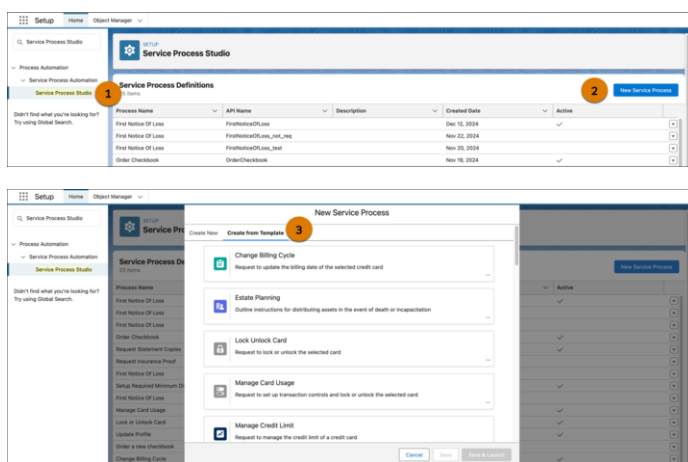 Setup Home Object Manager
Service Process Studio
SETUP
Service Process Studio
Process Automation
Service Process Automation
Service Process Studio
Didn't find what you're looking for?
Try using Global Search.
1
Service Process Definitions
2
New Service Process
Process Name API Name Description Created Date Active
First Notice Of Loss FirstNoticeOfLoss Dec 12, 2024
First Notice Of Loss FirstNoticeOfLoss_not_req Nov 22, 2024
First Notice Of Loss FirstNoticeOfLoss_test Nov 20, 2024
Order Checkbook OrderCheckbook Nov 19, 2024
Setup Home Object Manager
Service Process Studio
SETUP
Service Pro
Process Automation
Service Process Automation
Service Process Studio
Didn't find what you're looking for?
Try using Global Search.
Service Process De
25 items
New Service Process
Process Name
Active
First Notice Of Loss
First Notice Of Loss
First Notice Of Loss
Order Checkbook
Request Statement Copies
Request Insurance Proof
First Notice Of Loss
Setup Required Minimum Di
First Notice Of Loss
Manage Card Usage
Lock or Unlock Card
Update Profile
Order a new checkbook
Change Billing Cycle
New Service Process
Create New Create from Template
3
Change Billing Cycle
Request to update the billing date of the selected credit card
Estate Planning
Outline instructions for distributing assets in the event of death or incapacitation
Lock Unlock Card
Request to lock or unlock the selected card
Manage Card Usage
Request to set up transaction controls and lock or unlock the selected card
Manage Credit Limit
Request to manage the credit limit of a credit card
Cancel Save Save & Launch